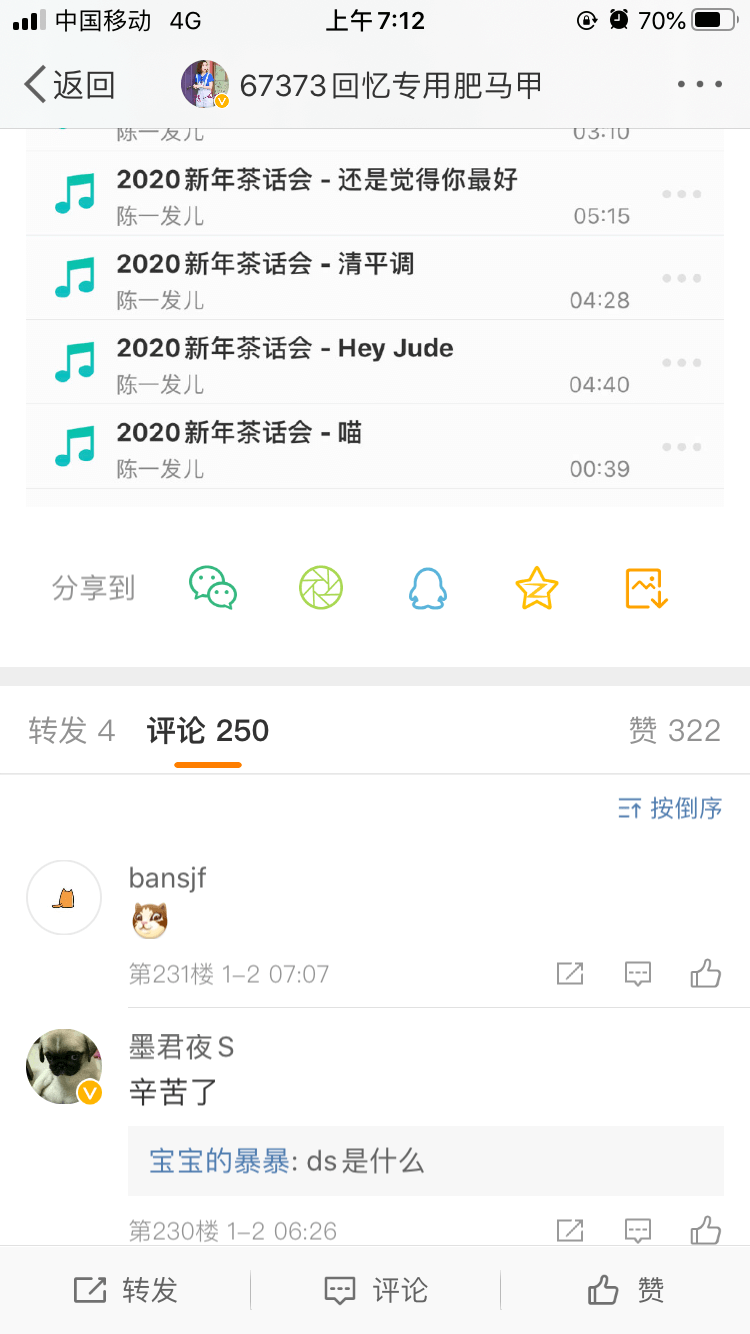 中国移动 4G 上午7:12 70%
返回 67373回忆专用肥马甲
陈一发儿 03:10
2020新年茶话会 - 还是觉得你最好
陈一发儿 05:15
2020新年茶话会 - 清平调
陈一发儿 04:28
2020新年茶话会 - Hey Jude
陈一发儿 04:40
2020新年茶话会 - 喵
陈一发儿 00:39
分享到
转发 4 评论 250 赞 322
按倒序
bansjf
第231楼 1-2 07:07
墨君夜S
辛苦了
宝宝的暴暴: ds是什么
第230楼 1-2 06:26
转发 评论 赞